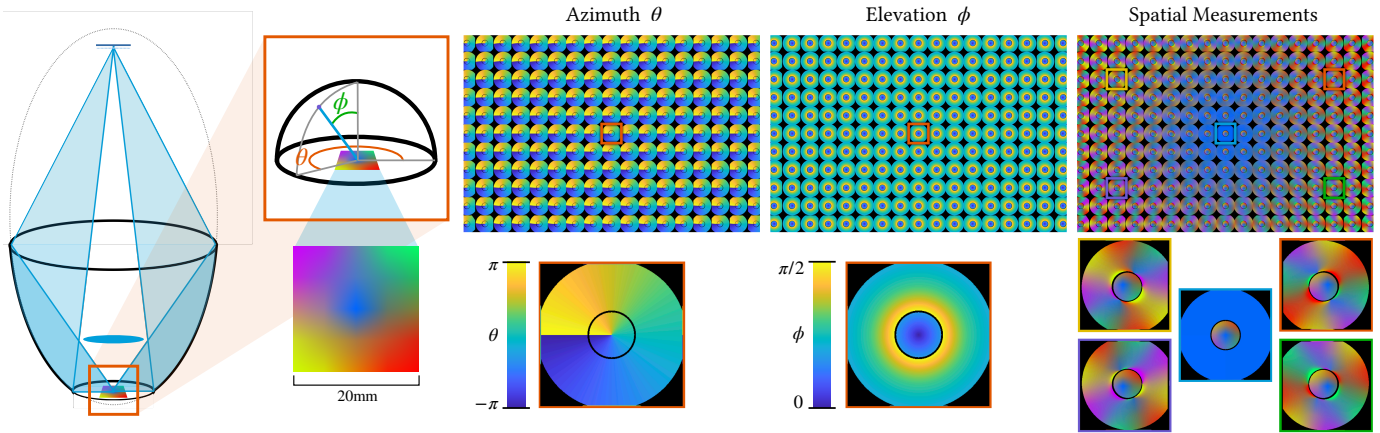 Azimuth θ
Elevation ϕ
Spatial Measurements
ϕ
θ
20mm
π
θ
−π
π/2
ϕ
0